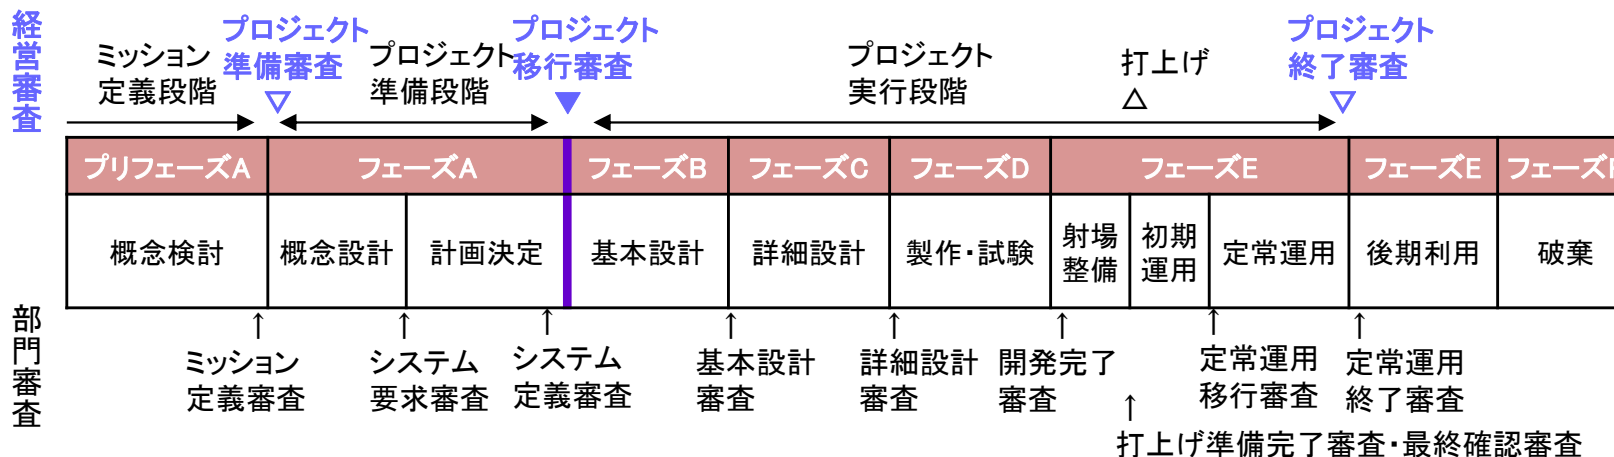 経営審査
ミッション
定義段階
プロジェクト
準備審査
▽
プロジェクト
準備段階
プロジェクト
移行審査
▼
プロジェクト
実行段階
打上げ
△
プロジェクト
終了審査
▽
プリフェーズA
フェーズA
フェーズB
フェーズC
フェーズD
フェーズE
フェーズE
フェーズF
概念検討
概念設計
計画決定
基本設計
詳細設計
製作・試験
射場
整備
初期
運用
定常運用
後期利用
破棄
部門審査
↑
ミッション
定義審査
↑
システム
要求審査
↑
システム
定義審査
↑
基本設計
審査
↑
詳細設計
審査
↑
開発完了
審査
↑
打上げ準備完了審査・最終確認審査
↑
定常運用
移行審査
↑
定常運用
終了審査